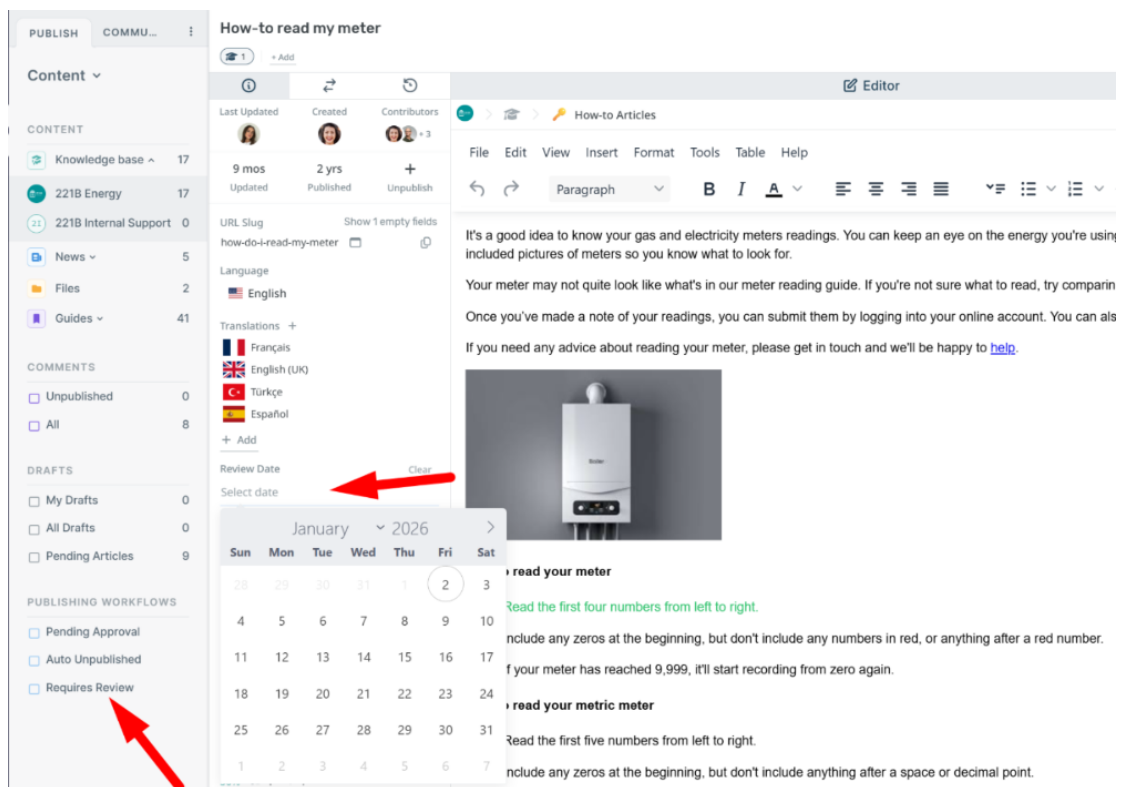 PUBLISH
COMMU...
Content
CONTENT
Knowledge base 17
221B Energy 17
221B Internal Support 0
News 5
Files 2
Guides 41
COMMENTS
Unpublished 0
All 8
DRAFTS
My Drafts 0
All Drafts 0
Pending Articles 9
PUBLISHING WORKFLOWS
Pending Approval
Auto Unpublished
Requires Review
How-to read my meter
1
+ Add
Last Updated Created Contributors
+ 3
9 mos 2 yrs +
Updated Published Unpublish
URL Slug Show 1 empty fields
how-do-i-read-my-meter
Language
English
Translations +
Français
English (UK)
Türkçe
Español
+ Add
Review Date Clear
Select date
January 2026
Sun Mon Tue Wed Thu Fri Sat
28 29 30 31 1 2 3
4 5 6 7 8 9 10
11 12 13 14 15 16 17
18 19 20 21 22 23 24
25 26 27 28 29 30 31
1 2 3 4 5 6 7
Editor
How-to Articles
File Edit View Insert Format Tools Table Help
Paragraph B I A
It's a good idea to know your gas and electricity meters readings. You can keep an eye on the energy you're using
included pictures of meters so you know what to look for.
Your meter may not quite look like what's in our meter reading guide. If you're not sure what to read, try comparin
Once you've made a note of your readings, you can submit them by logging into your online account. You can als
If you need any advice about reading your meter, please get in touch and we'll be happy to help.
read your meter
Read the first four numbers from left to right.
nclude any zeros at the beginning, but don't include any numbers in red, or anything after a red number.
f your meter has reached 9,999, it'll start recording from zero again.
read your metric meter
Read the first five numbers from left to right.
nclude any zeros at the beginning, but don't include anything after a space or decimal point.